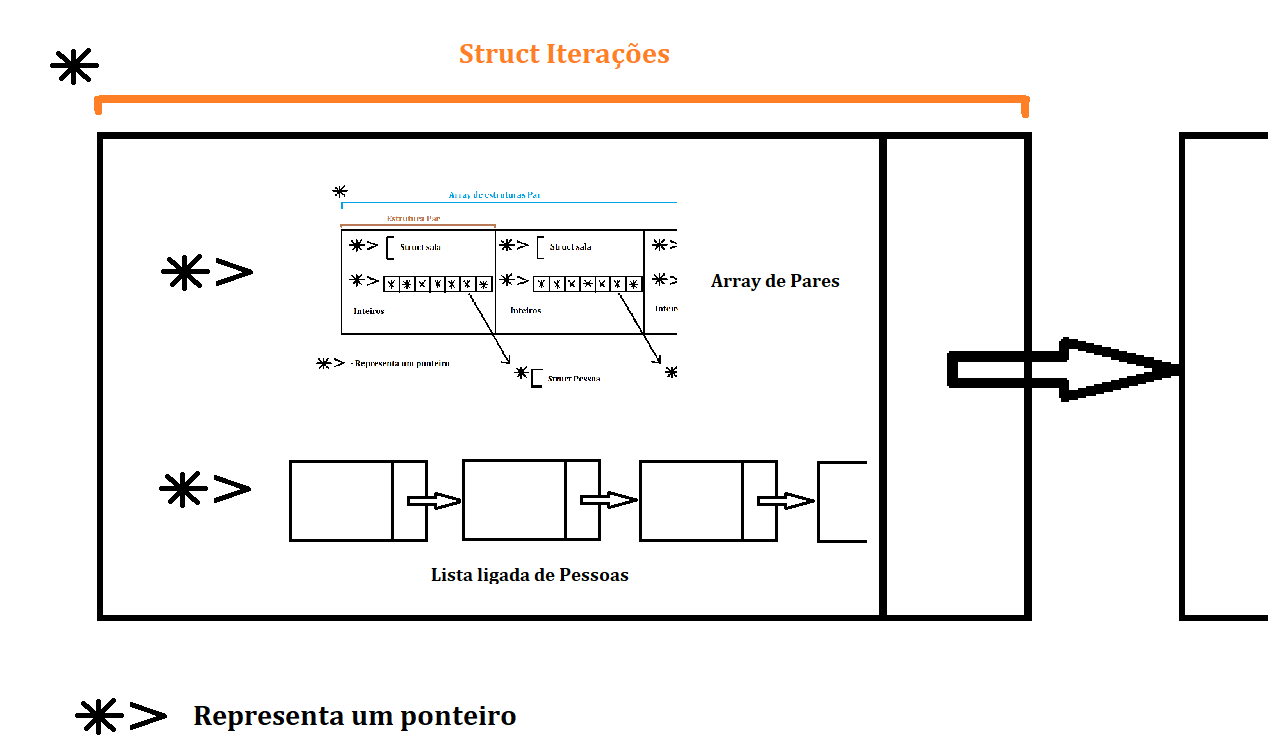 Struct Iterações
Array de estruturas Par
Estrutura Par
Struct sala
Struct sala
Array de Pares
Inteiros
Inteiros
Inteir
- Representa um ponteiro
Struct Pessoa
Lista ligada de Pessoas
Representa um ponteiro